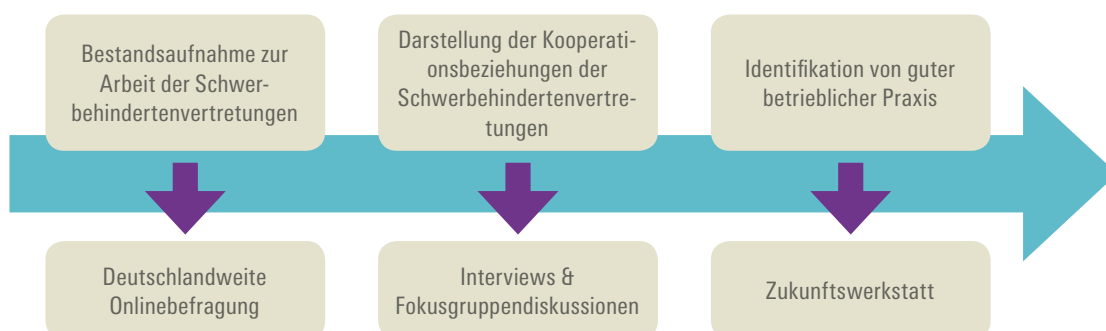 Bestandsaufnahme zur
Arbeit der Schwer-
behindertenvertretungen
Darstellung der Kooperati-
onsbeziehungen der
Schwerbehindertenvertre-
tungen
Identifikation von guter
betrieblicher Praxis
Deutschlandweite
Onlinebefragung
Interviews &
Fokusgruppendiskussionen
Zukunftswerkstatt